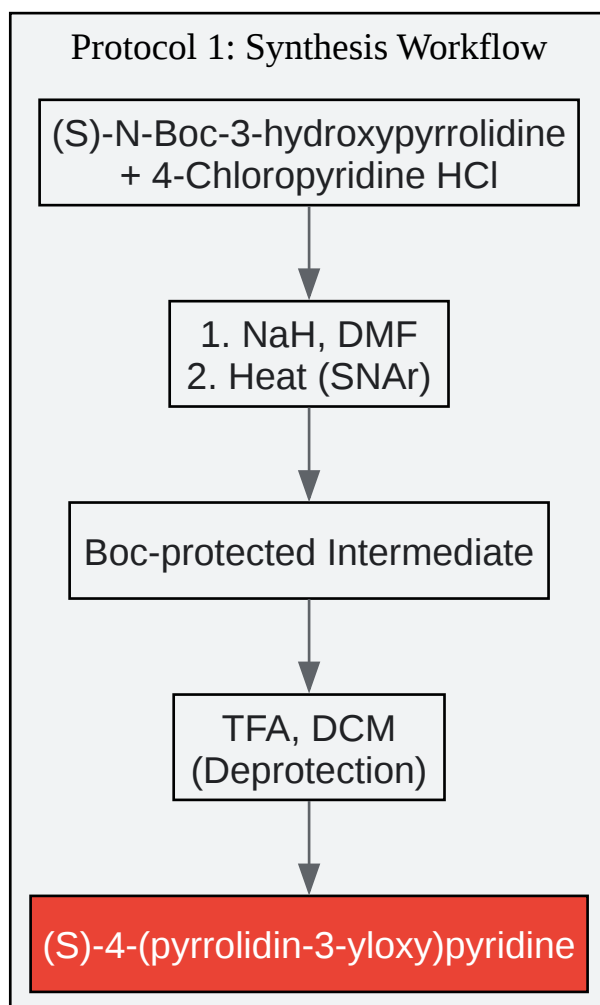 Protocol 1: Synthesis Workflow
(S)-N-Boc-3-hydroxypyrrolidine
+ 4-Chloropyridine HCl
1. NaH, DMF
2. Heat (SNAr)
Boc-protected Intermediate
TFA, DCM
(Deprotection)
(S)-4-(pyrrolidin-3-yloxy)pyridine